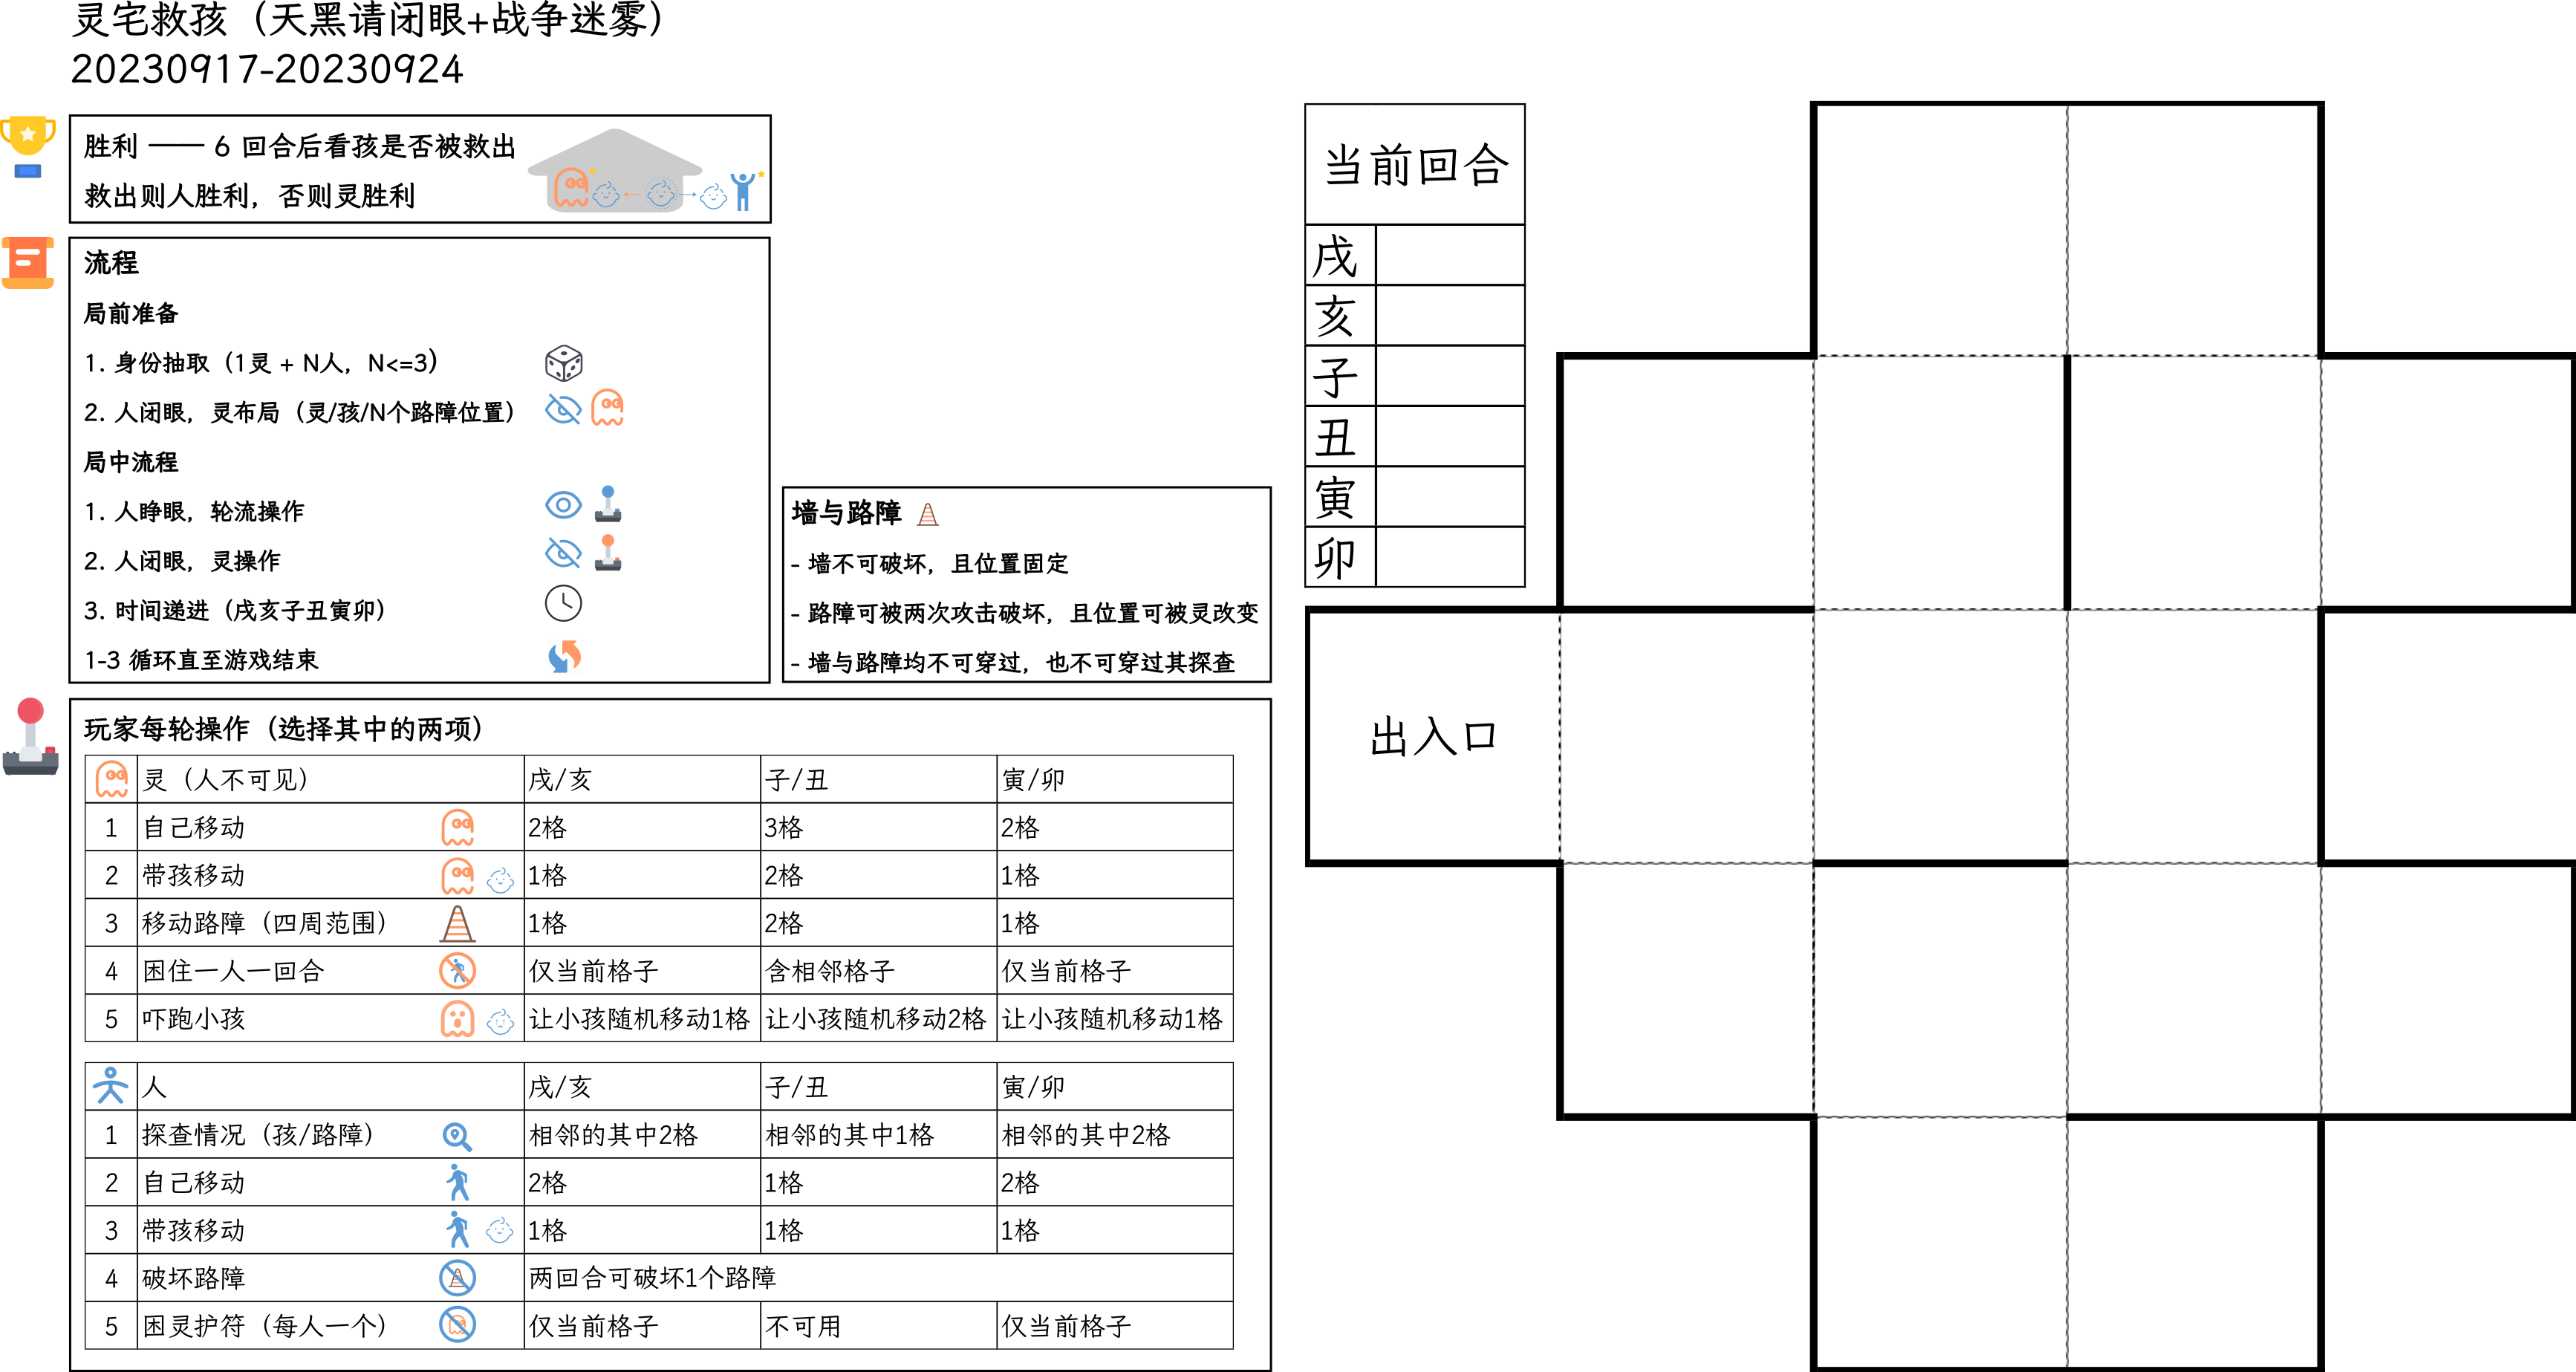 灵宅救孩（天黑请闭眼+战争迷雾）
20230917-20230924
胜利 —— 6 回合后看孩是否被救出
救出则人胜利，否则灵胜利
流程
局前准备
1. 身份抽取（1灵 + N人，N<=3）
2. 人闭眼，灵布局（灵/孩/N个路障位置）
局中流程
1. 人睁眼，轮流操作
2. 人闭眼，灵操作
3. 时间递进（戌亥子丑寅卯）
1-3 循环直至游戏结束
墙与路障
- 墙不可破坏，且位置固定
- 路障可被两次攻击破坏，且位置可被灵改变
- 墙与路障均不可穿过，也不可穿过其探查
玩家每轮操作（选择其中的两项）
灵（人不可见） 戌/亥 子/丑 寅/卯
1 自己移动 2格 3格 2格
2 带孩移动 1格 2格 1格
3 移动路障（四周范围） 1格 2格 1格
4 困住一人一回合 仅当前格子 含相邻格子 仅当前格子
5 吓跑小孩 让小孩随机移动1格 让小孩随机移动2格 让小孩随机移动1格
人 戌/亥 子/丑 寅/卯
1 探查情况（孩/路障） 相邻的其中2格 相邻的其中1格 相邻的其中2格
2 自己移动 2格 1格 2格
3 带孩移动 1格 1格 1格
4 破坏路障 两回合可破坏1个路障
5 困灵护符（每人一个） 仅当前格子 不可用 仅当前格子
当前回合
戌
亥
子
丑
寅
卯
出入口